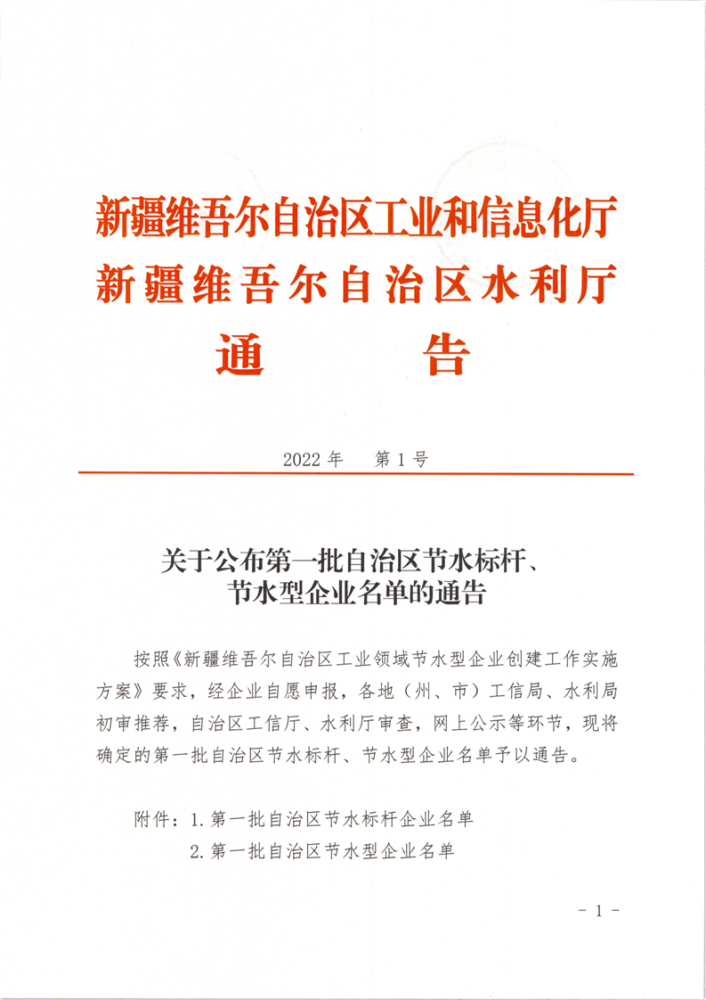 新疆维吾尔自治区工业和信息化厅
新疆维吾尔自治区水利厅
通 告
2022 年 第 1 号
关于公布第一批自治区节水标杆、
节水型企业名单的通告
按照《新疆维吾尔自治区工业领域节水型企业创建工作实施
方案》要求，经企业自愿申报，各地（州、市）工信局、水利局
初审推荐，自治区工信厅、水利厅审查，网上公示等环节，现将
确定的第一批自治区节水标杆、节水型企业名单予以通告。
附件：1.第一批自治区节水标杆企业名单
2.第一批自治区节水型企业名单
- 1 -